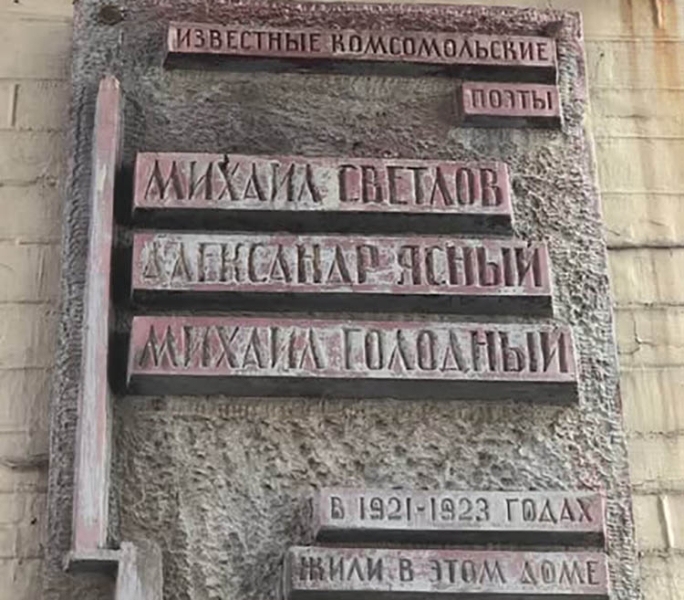 ИЗВЕСТНЫЕ КОМСОМОЛЬСКИЕ
ПОЭТЫ
МИХАИЛ СВЕТЛОВ
АЛЕКСАНДР ЯСНЫЙ
МИХАИЛ ГОЛОДНЫЙ
В 1921-1923 ГОДАХ
ЖИЛИ В ЭТОМ ДОМЕ